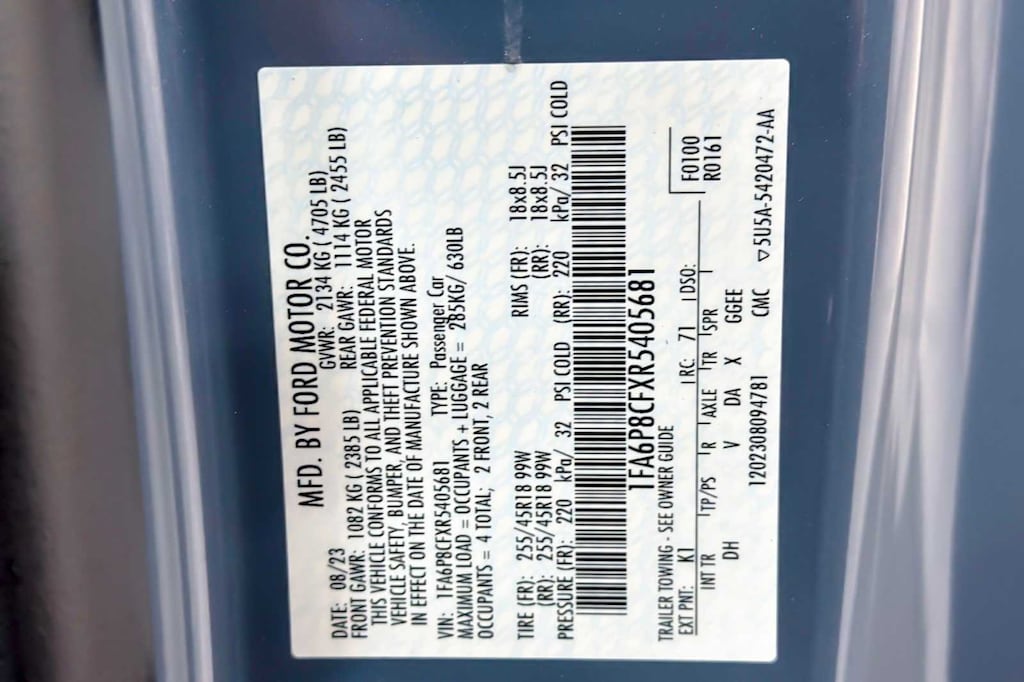 MFD. BY FORD MOTOR CO.
DATE: 08/23 GVWR: 2134 KG ( 4705 LB)
FRONT GAWR: 1082 KG ( 2385 LB) REAR GAWR: 1114 KG ( 2455 LB)
THIS VEHICLE CONFORMS TO ALL APPLICABLE FEDERAL MOTOR
VEHICLE SAFETY, BUMPER, AND THEFT PREVENTION STANDARDS
IN EFFECT ON THE DATE OF MANUFACTURE SHOWN ABOVE.
VIN: 1FA6P8CFXR5405681 TYPE: Passenger Car
MAXIMUM LOAD = OCCUPANTS + LUGGAGE = 285KG/ 630LB
OCCUPANTS = 4 TOTAL; 2 FRONT, 2 REAR
TIRE (FR): 255/45R18 99W RIMS (FR): 18x8.5J
(RR): 255/45R18 99W (RR): 18x8.5J
PRESSURE (FR): 220 kPa/ 32 PSI COLD (RR): 220 kPa/ 32 PSI COLD
1FA6P8CFXR5405681
TRAILER TOWING - SEE OWNER GUIDE
EXT PNT: K1 RC: 71 DSO: F0100
INT TR TP/PS R AXLE TR SPR R0161
DH V DA X GGEE
1202308094781 CMC ▽5U5A-5420472-AA